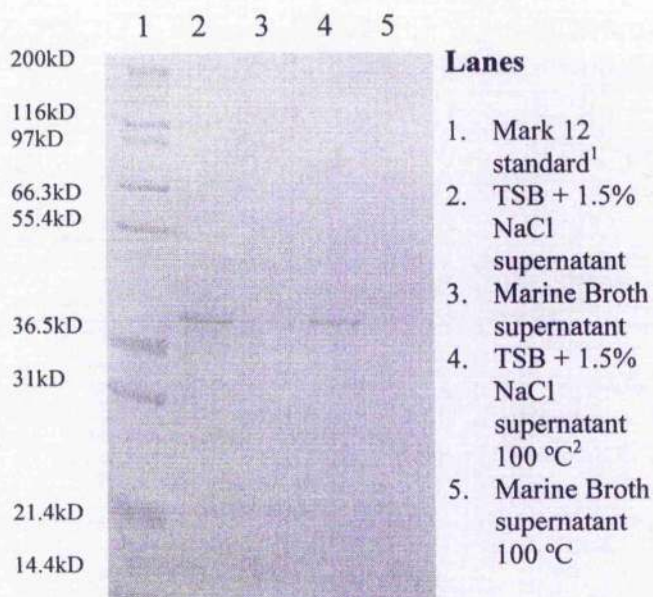 1 2 3 4 5
200kD
116kD
97kD
66.3kD
55.4kD
36.5kD
31kD
21.4kD
14.4kD
Lanes
1. Mark 12
standard¹
2. TSB + 1.5%
NaCl
supernatant
3. Marine Broth
supernatant
4. TSB + 1.5%
NaCl
supernatant
100 ºC²
5. Marine Broth
supernatant
100 ºC